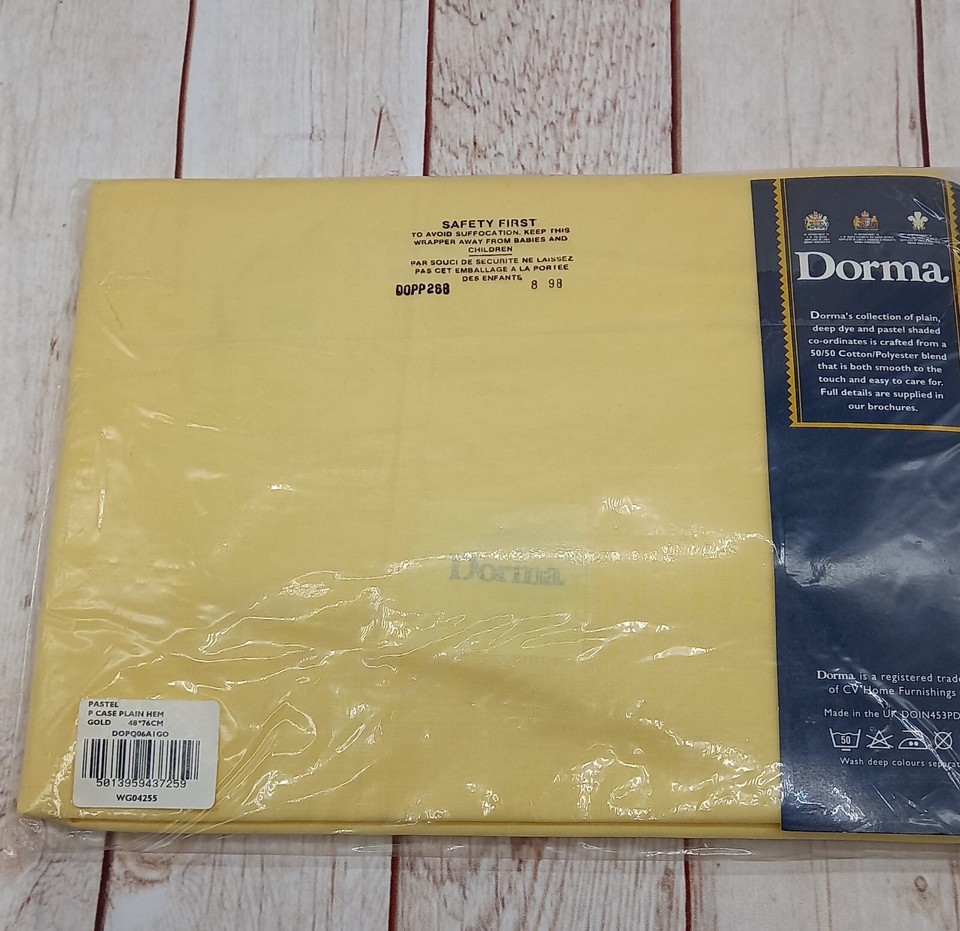 SAFETY FIRST
TO AVOID SUFFOCATION, KEEP THIS
WRAPPER AWAY FROM BABIES AND
CHILDREN
PAR SOUCI DE SECURITE NE LAISSEZ
PAS CET EMBALLAGE A LA PORTEE
DES ENFANTS
DOPP26B 8 98
Dorma
Dorma's collection of plain,
deep dye and pastel shaded
co-ordinates is crafted from a
50/50 Cotton/Polyester blend
that is both smooth to the
touch and easy to care for.
Full details are supplied in
our brochures.
Dorma
Dorma is a registered trade
of CV Home Furnishings
Made in the UK DOIN453PD
50
Wash deep colours separat
PASTEL
P CASE PLAIN HEM
GOLD 48*76CM
DOPQ06A1GO
5013959437259
WG04255